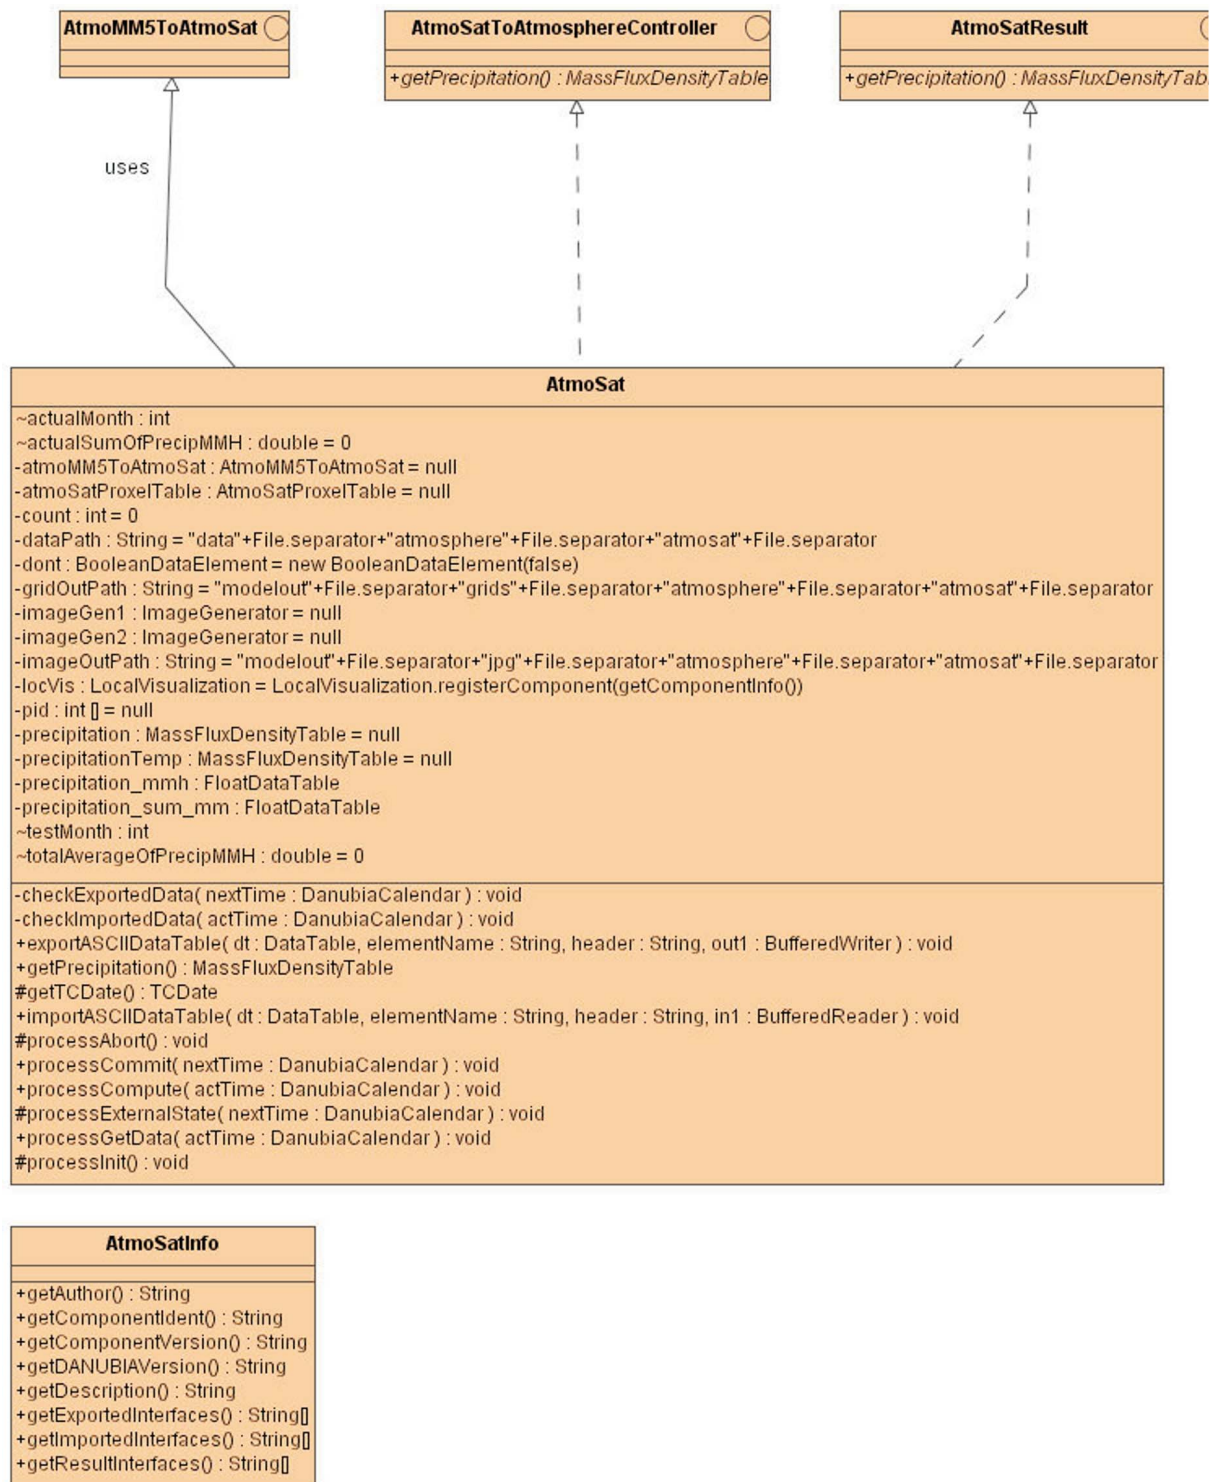 AtmoMM5ToAtmoSat
AtmoSatToAtmosphereController
+getPrecipitation() : MassFluxDensityTable
AtmoSatResult
+getPrecipitation() : MassFluxDensityTab
uses
AtmoSat
~actualMonth : int
~actualSumOfPrecipMMH : double = 0
-atmoMM5ToAtmoSat : AtmoMM5ToAtmoSat = null
-atmoSatProxelTable : AtmoSatProxelTable = null
-count : int = 0
-dataPath : String = "data"+File.separator+"atmosphere"+File.separator+"atmosat"+File.separator
-dont : BooleanDataElement = new BooleanDataElement(false)
-gridOutPath : String = "modelout"+File.separator+"grids"+File.separator+"atmosphere"+File.separator+"atmosat"+File.separator
-imageGen1 : ImageGenerator = null
-imageGen2 : ImageGenerator = null
-imageOutPath : String = "modelout"+File.separator+"jpg"+File.separator+"atmosphere"+File.separator+"atmosat"+File.separator
-locVis : LocalVisualization = LocalVisualization.registerComponent(getComponentInfo())
-pid : int [] = null
-precipitation : MassFluxDensityTable = null
-precipitationTemp : MassFluxDensityTable = null
-precipitation_mmh : FloatDataTable
-precipitation_sum_mm : FloatDataTable
~testMonth : int
~totalAverageOfPrecipMMH : double = 0
-checkExportedData( nextTime : DanubiaCalendar ) : void
-checkImportedData( actTime : DanubiaCalendar ) : void
+exportASCIIDataTable( dt : DataTable, elementName : String, header : String, out1 : BufferedWriter ) : void
+getPrecipitation() : MassFluxDensityTable
#getTCDate() : TCDate
+importASCIIDataTable( dt : DataTable, elementName : String, header : String, in1 : BufferedReader ) : void
#processAbort() : void
+processCommit( nextTime : DanubiaCalendar ) : void
+processCompute( actTime : DanubiaCalendar ) : void
#processExternalState( nextTime : DanubiaCalendar ) : void
+processGetData( actTime : DanubiaCalendar ) : void
#processInit() : void
AtmoSatInfo
+getAuthor() : String
+getComponentIdent() : String
+getComponentVersion() : String
+getDANUBIAVersion() : String
+getDescription() : String
+getExportedInterfaces() : String[]
+getImportedInterfaces() : String[]
+getResultInterfaces() : String[]